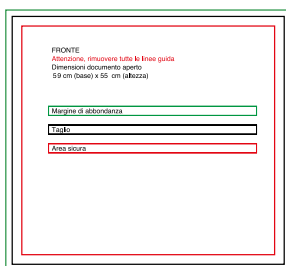 FRONTE
Attenzione, rimuovere tutte le linee guida
Dimensioni documento aperto
59 cm (base) x 55 cm (altezza)
Margine di abbondanza
Taglio
Area sicura